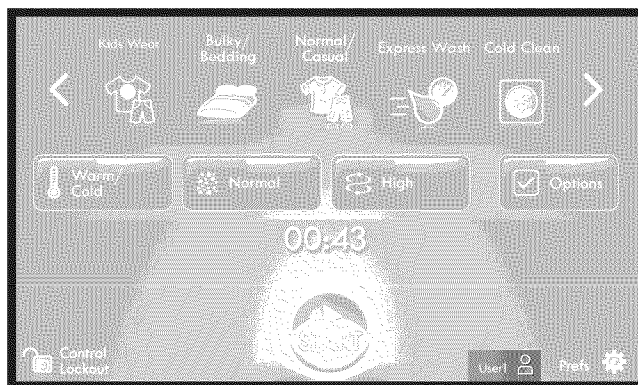 Kids Wear
Bulky/
Bedding
Normal/
Casual
Express Wash
Cold Clean
Warm/
Cold
Normal
High
Options
00:43
START
Control
Lockout
User1
Prefs